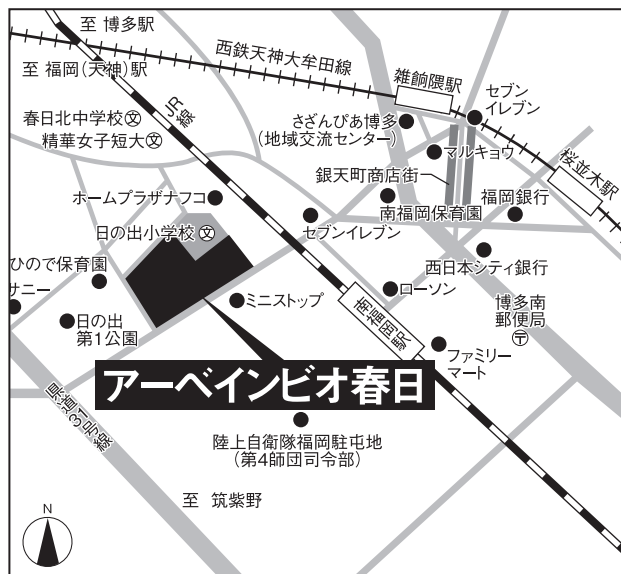 至 博多駅
至 福岡(天神)駅
西鉄天神大牟田線
雑餉隈駅
セブン
イレブン
春日北中学校文
精華女子短大文
JR線
さざんぴあ博多
(地域交流センター)
マルキョウ
銀天町商店街
桜並木駅
ホームプラザナフコ
南福岡保育園
福岡銀行
日の出小学校 文
セブンイレブン
西日本シティ銀行
ひので保育園
サニー
ミニストップ
ローソン
博多南
郵便局
〒
日の出
第1公園
南福岡駅
ファミリー
マート
アーベインビオ春日
県道31号線
陸上自衛隊福岡駐屯地
(第4師団司令部)
至 筑紫野
N